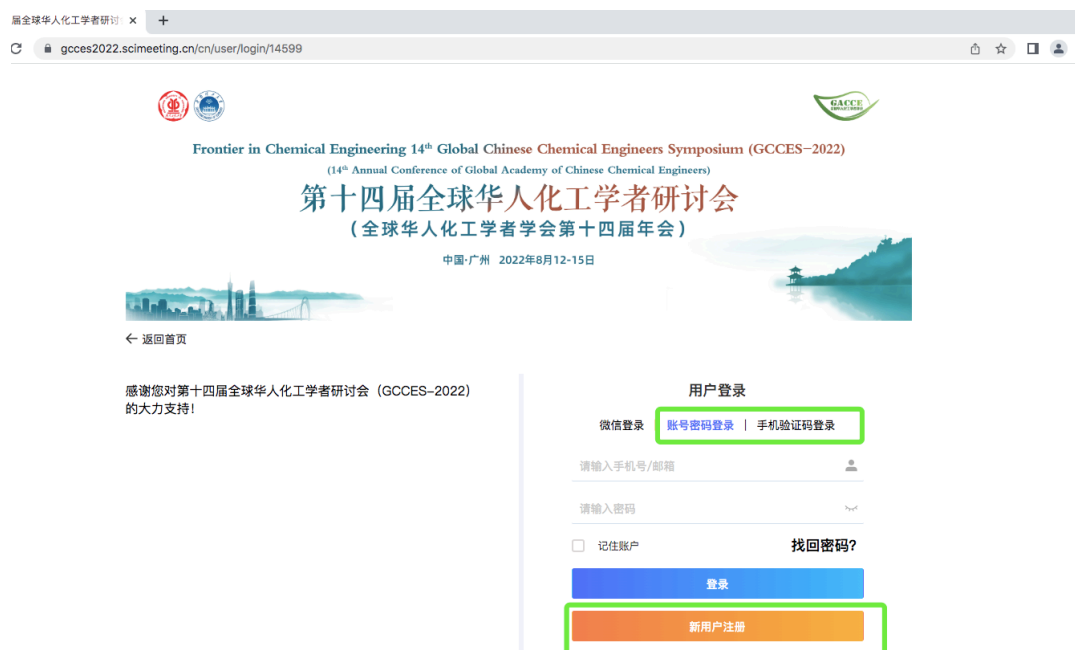 届全球华人化工学者研讨
gcces2022.scimeeting.cn/cn/user/login/14599
GACCE
Frontier in Chemical Engineering 14th Global Chinese Chemical Engineers Symposium (GCCES-2022)
(14th Annual Conference of Global Academy of Chinese Chemical Engineers)
第十四届全球华人化工学者研讨会
(全球华人化工学者学会第十四届年会)
中国·广州 2022年8月12-15日
← 返回首页
感谢您对第十四届全球华人化工学者研讨会（GCCES-2022）
的大力支持！
用户登录
微信登录 账号密码登录 | 手机验证码登录
请输入手机号/邮箱
请输入密码
记住账户 找回密码?
登录
新用户注册